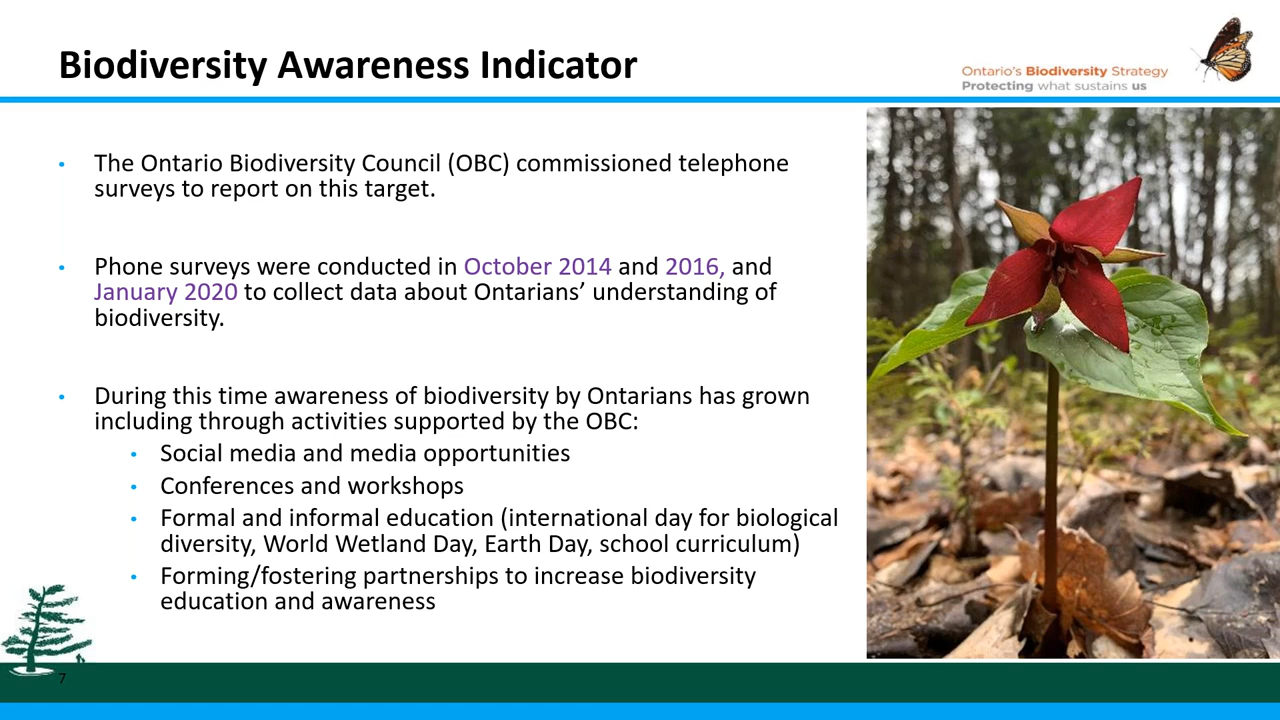 Biodiversity Awareness Indicator
Ontario's Biodiversity Strategy
Protecting what sustains us
• The Ontario Biodiversity Council (OBC) commissioned telephone
surveys to report on this target.
• Phone surveys were conducted in October 2014 and 2016, and
January 2020 to collect data about Ontarians’ understanding of
biodiversity.
• During this time awareness of biodiversity by Ontarians has grown
including through activities supported by the OBC:
• Social media and media opportunities
• Conferences and workshops
• Formal and informal education (international day for biological
diversity, World Wetland Day, Earth Day, school curriculum)
• Forming/fostering partnerships to increase biodiversity
education and awareness
7